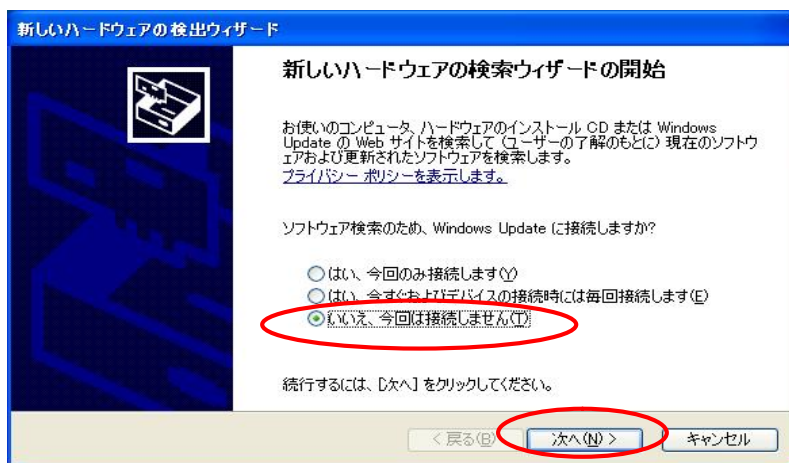 新しいハードウェアの検出ウィザード
新しいハードウェアの検索ウィザードの開始
お使いのコンピュータ、ハードウェアのインストール CD または Windows
Update の Web サイトを検索して (ユーザーの了解のもとに) 現在のソフトウ
ェアおよび更新されたソフトウェアを検索します。
プライバシー ポリシーを表示します。
ソフトウェア検索のため、Windows Update に接続しますか?
はい、今回のみ接続します(Y)
はい、今すぐおよびデバイスの接続時には毎回接続します(E)
いいえ、今回は接続しません(T)
続行するには、[次へ] をクリックしてください。
< 戻る(B)
次へ(N) >
キャンセル